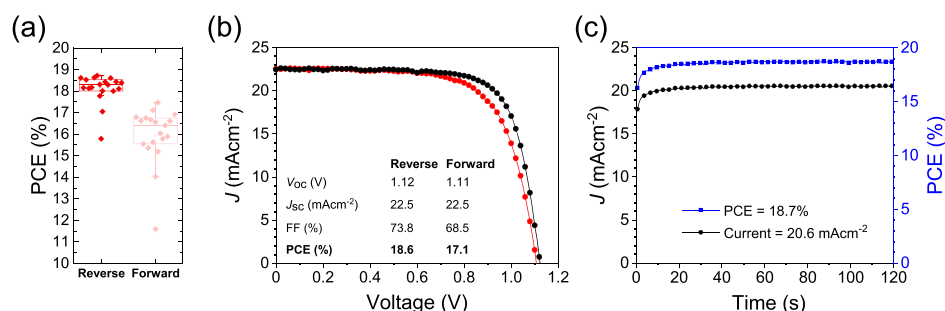 (a)
PCE (%)
20
19
18
17
16
15
14
13
12
11
10
Reverse Forward
(b)
J (mAcm-2)
25
20
15
10
5
0
Reverse Forward
VOC (V) 1.12 1.11
JSC (mAcm-2) 22.5 22.5
FF (%) 73.8 68.5
PCE (%) 18.6 17.1
0.0 0.2 0.4 0.6 0.8 1.0 1.2
Voltage (V)
(c)
J (mAcm-2)
25
20
15
10
5
0
PCE = 18.7%
Current = 20.6 mAcm-2
0 20 40 60 80 100 120
Time (s)
20
15
10
5
0
PCE (%)